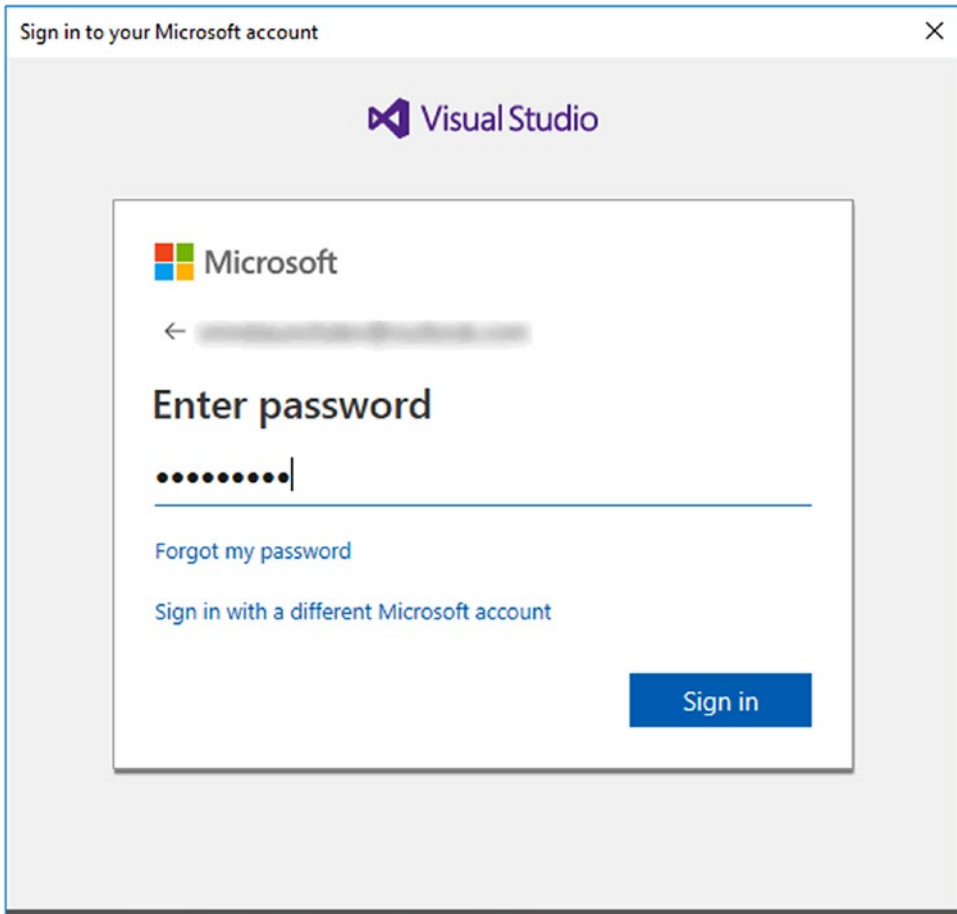 Sign in to your Microsoft account
Visual Studio
Microsoft
Enter password
Forgot my password
Sign in with a different Microsoft account
Sign in